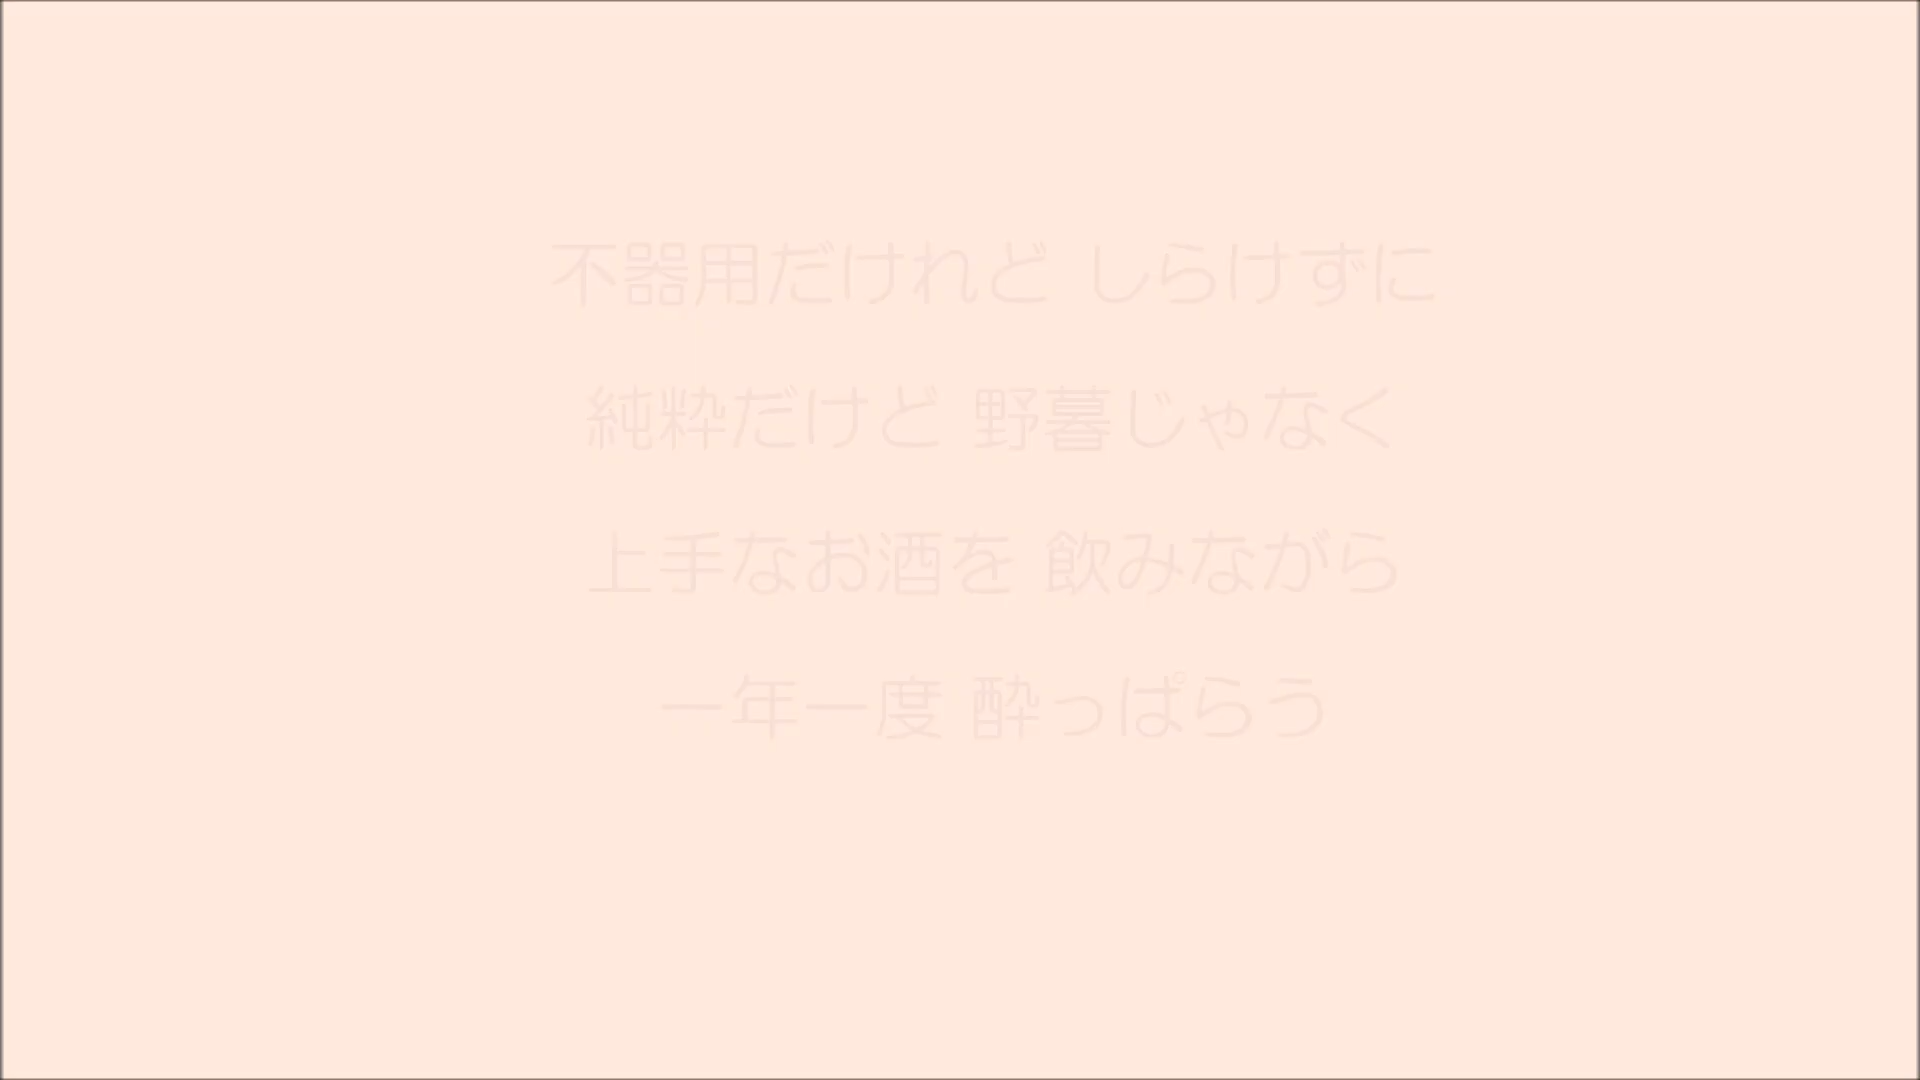 不器用だけれど しらけずに
純粋だけど 野暮じゃなく
上手なお酒を 飲みながら
一年一度 酔っぱらう